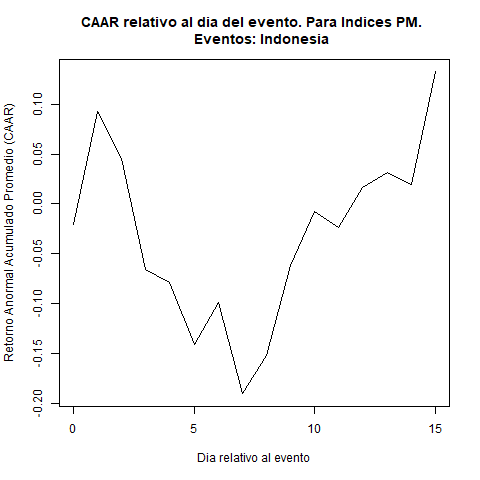 CAAR relativo al dia del evento. Para Indices PM.
Eventos: Indonesia
Retorno Anormal Acumulado Promedio (CAAR)
0.10
0.05
0.00
-0.05
-0.10
-0.15
-0.20
0 5 10 15
Dia relativo al evento